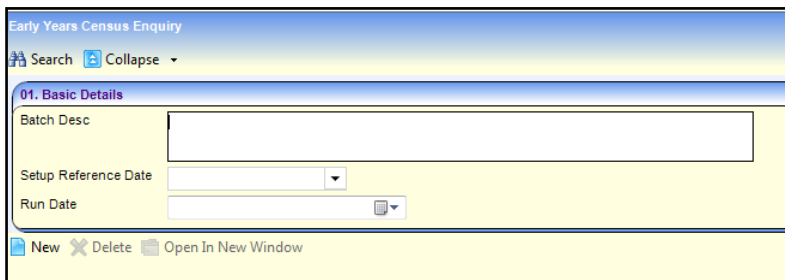 Early Years Census Enquiry
Search Collapse
01. Basic Details
Batch Desc
Setup Reference Date
Run Date
New Delete Open In New Window